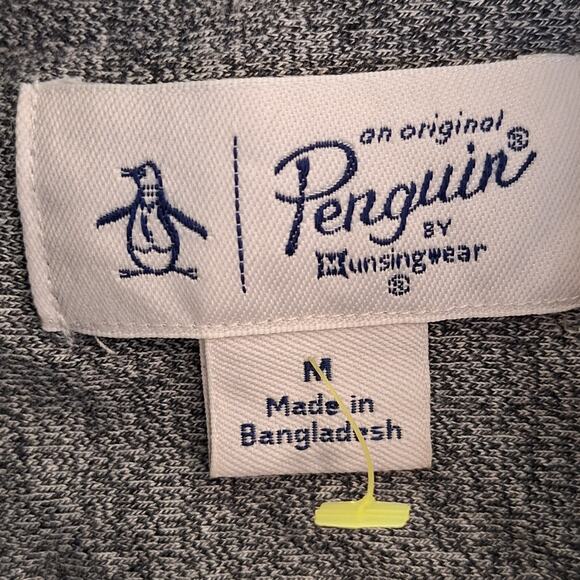 an original
Penguin®
BY
Munsingwear
®
M
Made in
Bangladesh